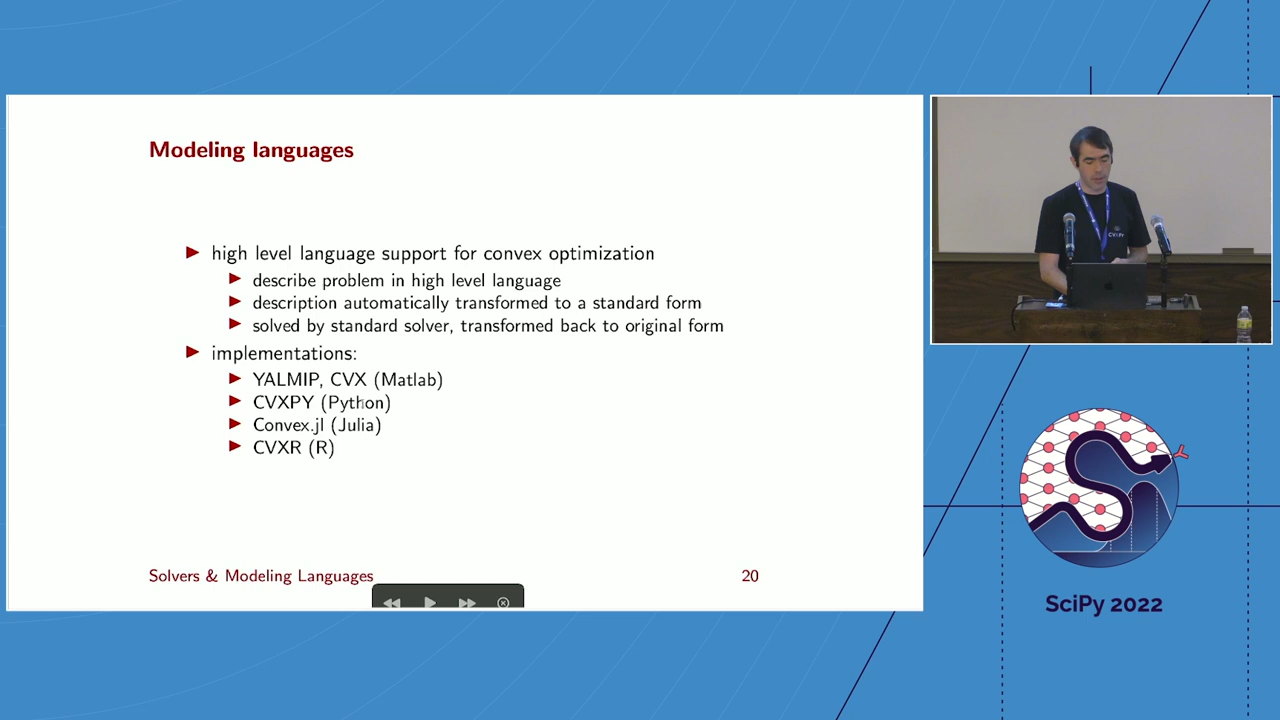 Modeling languages
high level language support for convex optimization
describe problem in high level language
description automatically transformed to a standard form
solved by standard solver, transformed back to original form
implementations:
YALMIP, CVX (Matlab)
CVXPY (Python)
Convex.jl (Julia)
CVXR (R)
Solvers & Modeling Languages
20
CVXPY
SciPy 2022